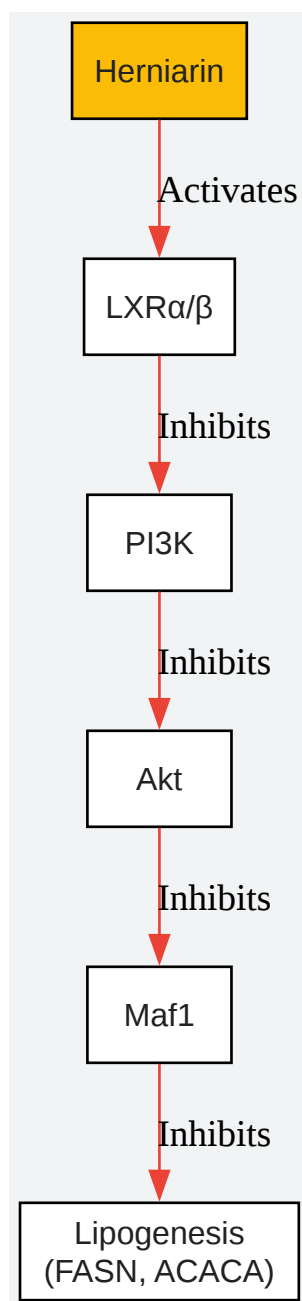 Herniarin
Activates
LXRα/β
Inhibits
PI3K
Inhibits
Akt
Inhibits
Maf1
Inhibits
Lipogenesis
(FASN, ACACA)